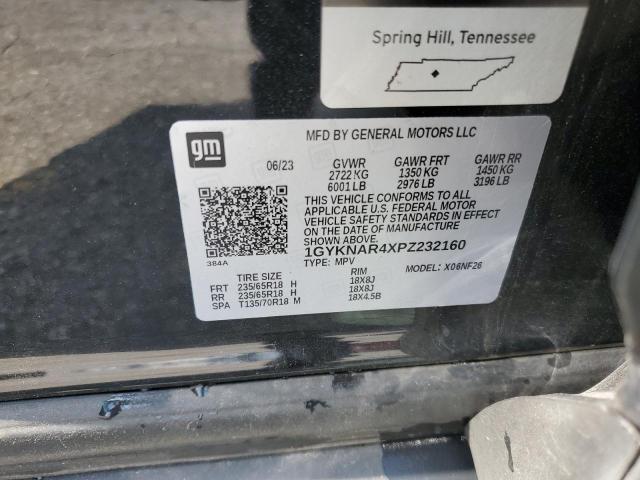 Spring Hill, Tennessee
gm
MFD BY GENERAL MOTORS LLC
06/23 GVWR GAWR FRT GAWR RR
2722 KG 1350 KG 1450 KG
6001 LB 2976 LB 3196 LB
THIS VEHICLE CONFORMS TO ALL
APPLICABLE U.S. FEDERAL MOTOR
VEHICLE SAFETY STANDARDS IN EFFECT
ON THE DATE OF MANUFACTURE SHOWN ABOVE.
1GYKNAR4XPZ232160
384A
TYPE: MPV MODEL: X06NF26
TIRE SIZE RIM
FRT 235/65R18 H 18X8J
RR 235/65R18 H 18X8J
SPA T135/70R18 M 18X4.5B